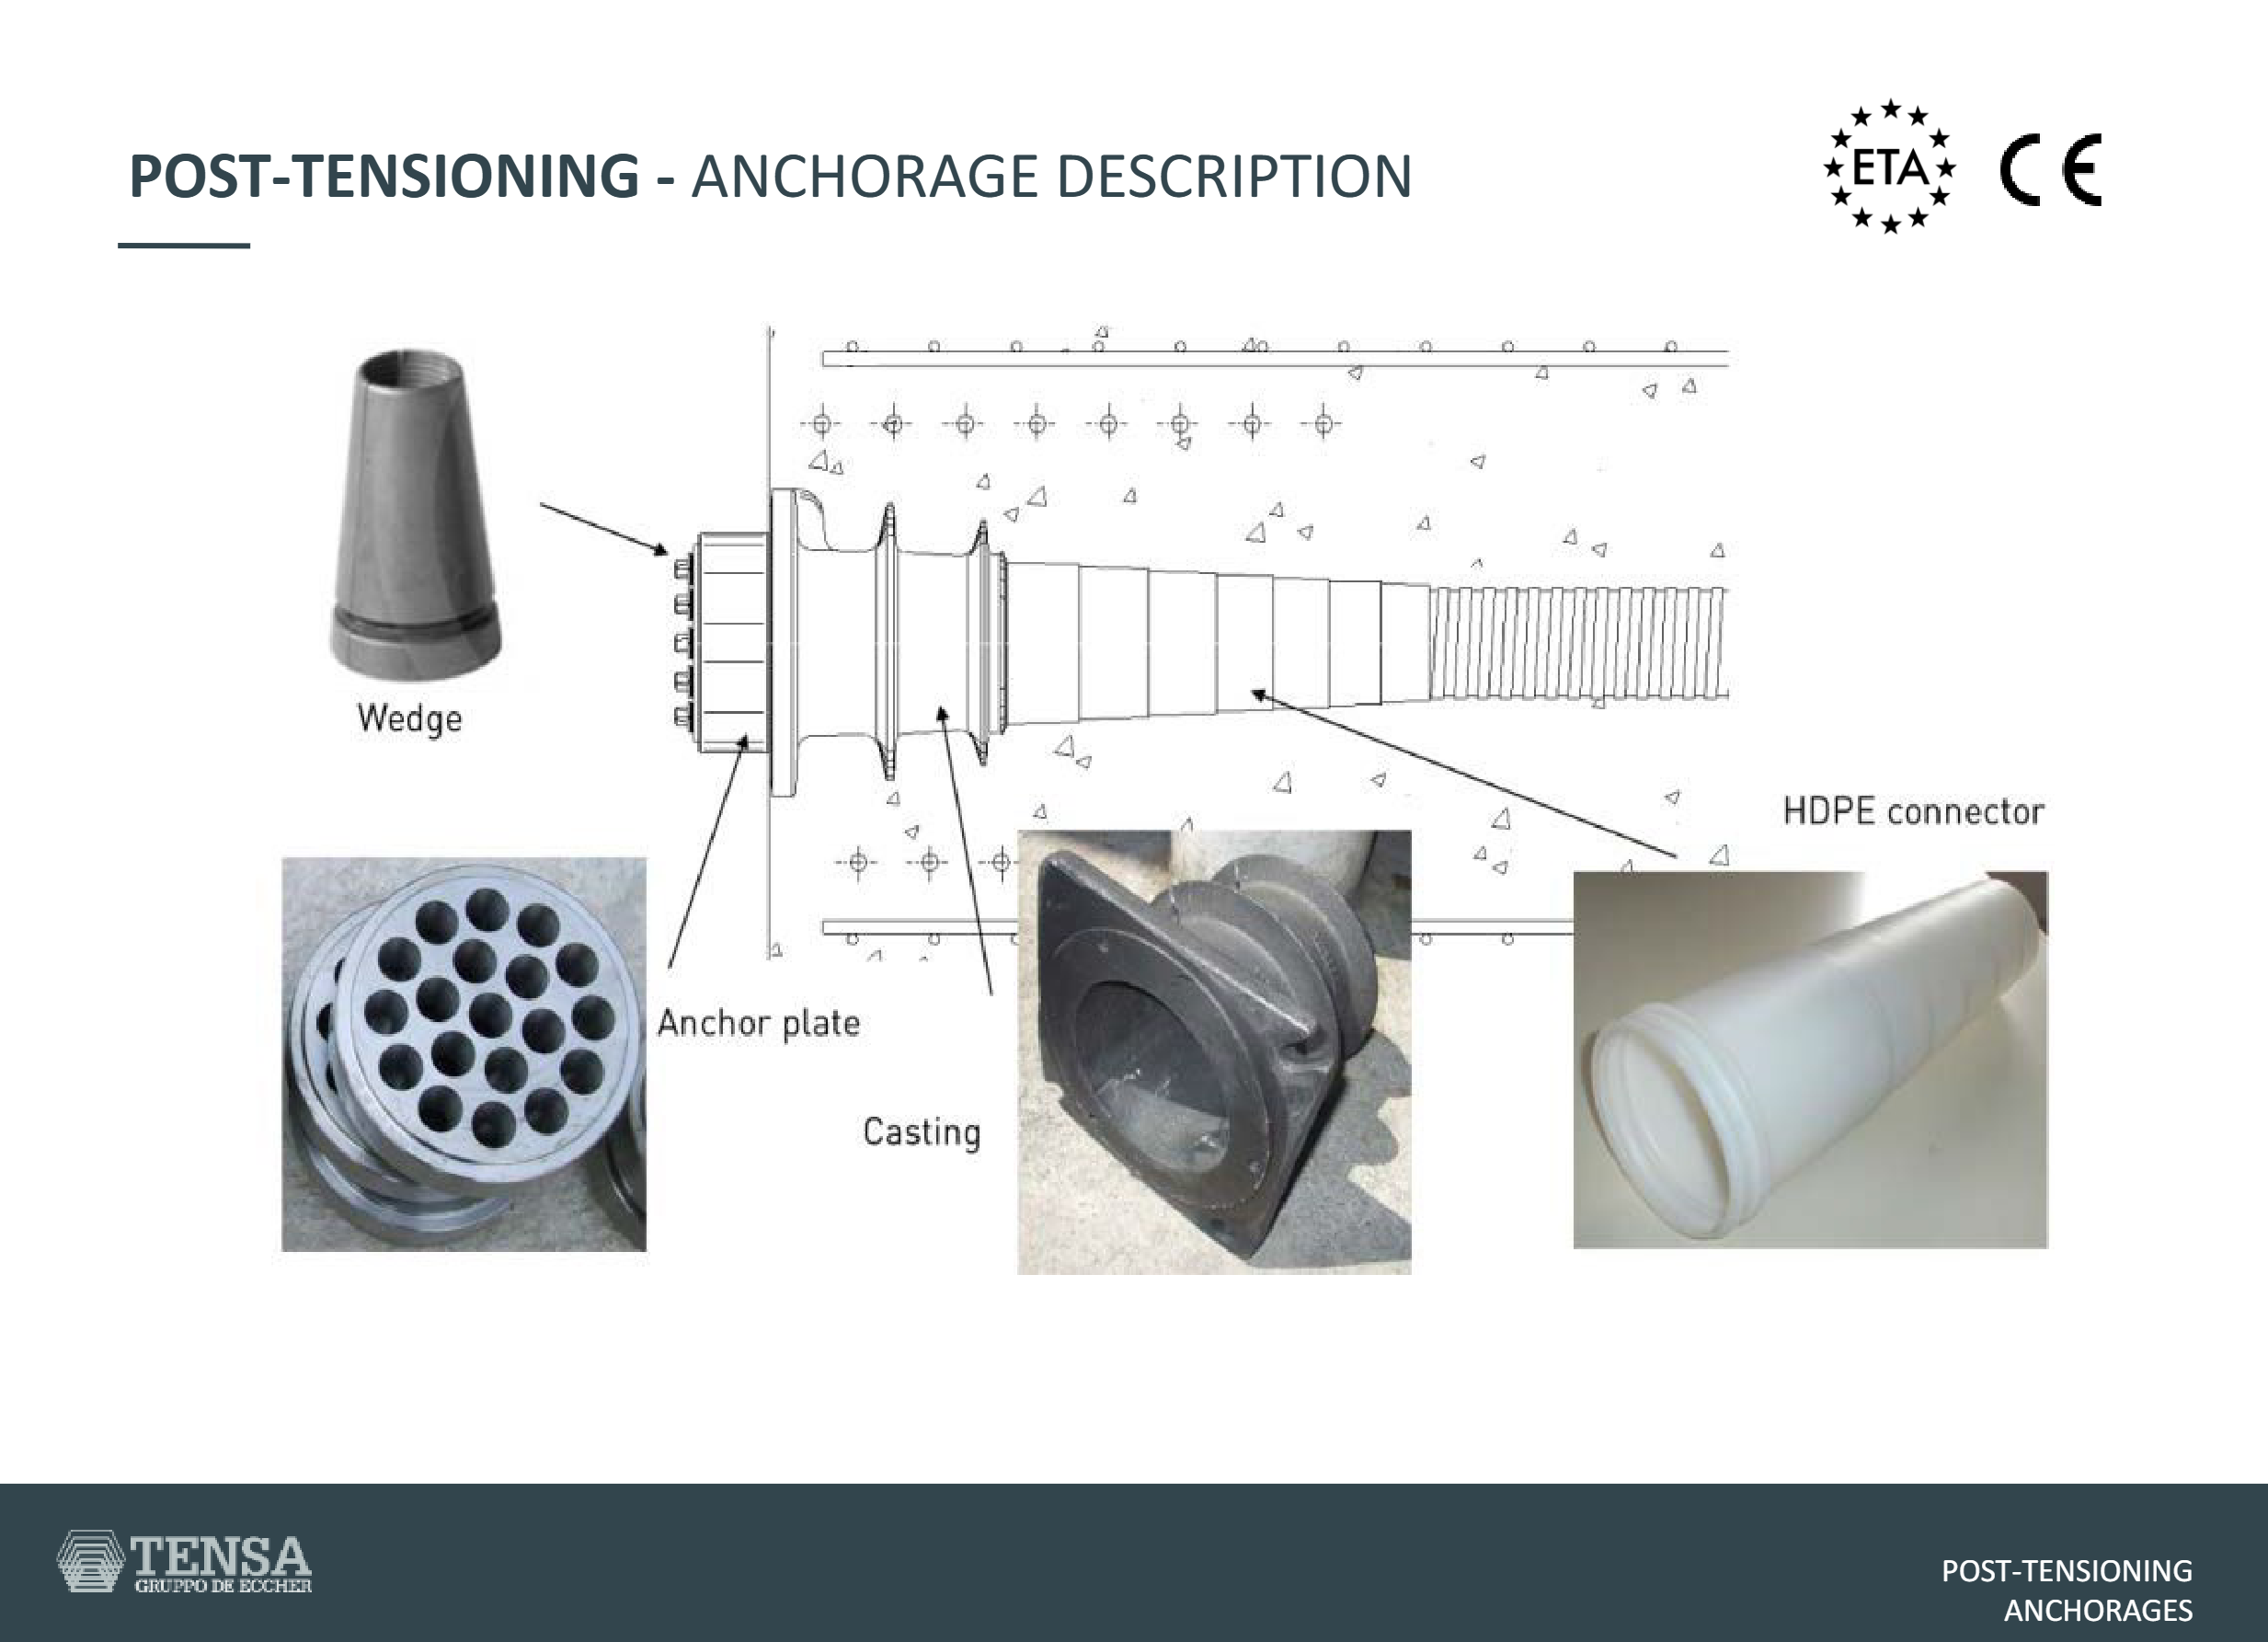 POST-TENSIONING - ANCHORAGE DESCRIPTION
ETA
CE
Wedge
HDPE connector
Anchor plate
Casting
TENSA
GRUPPO DE ECCHER
POST-TENSIONING
ANCHORAGES